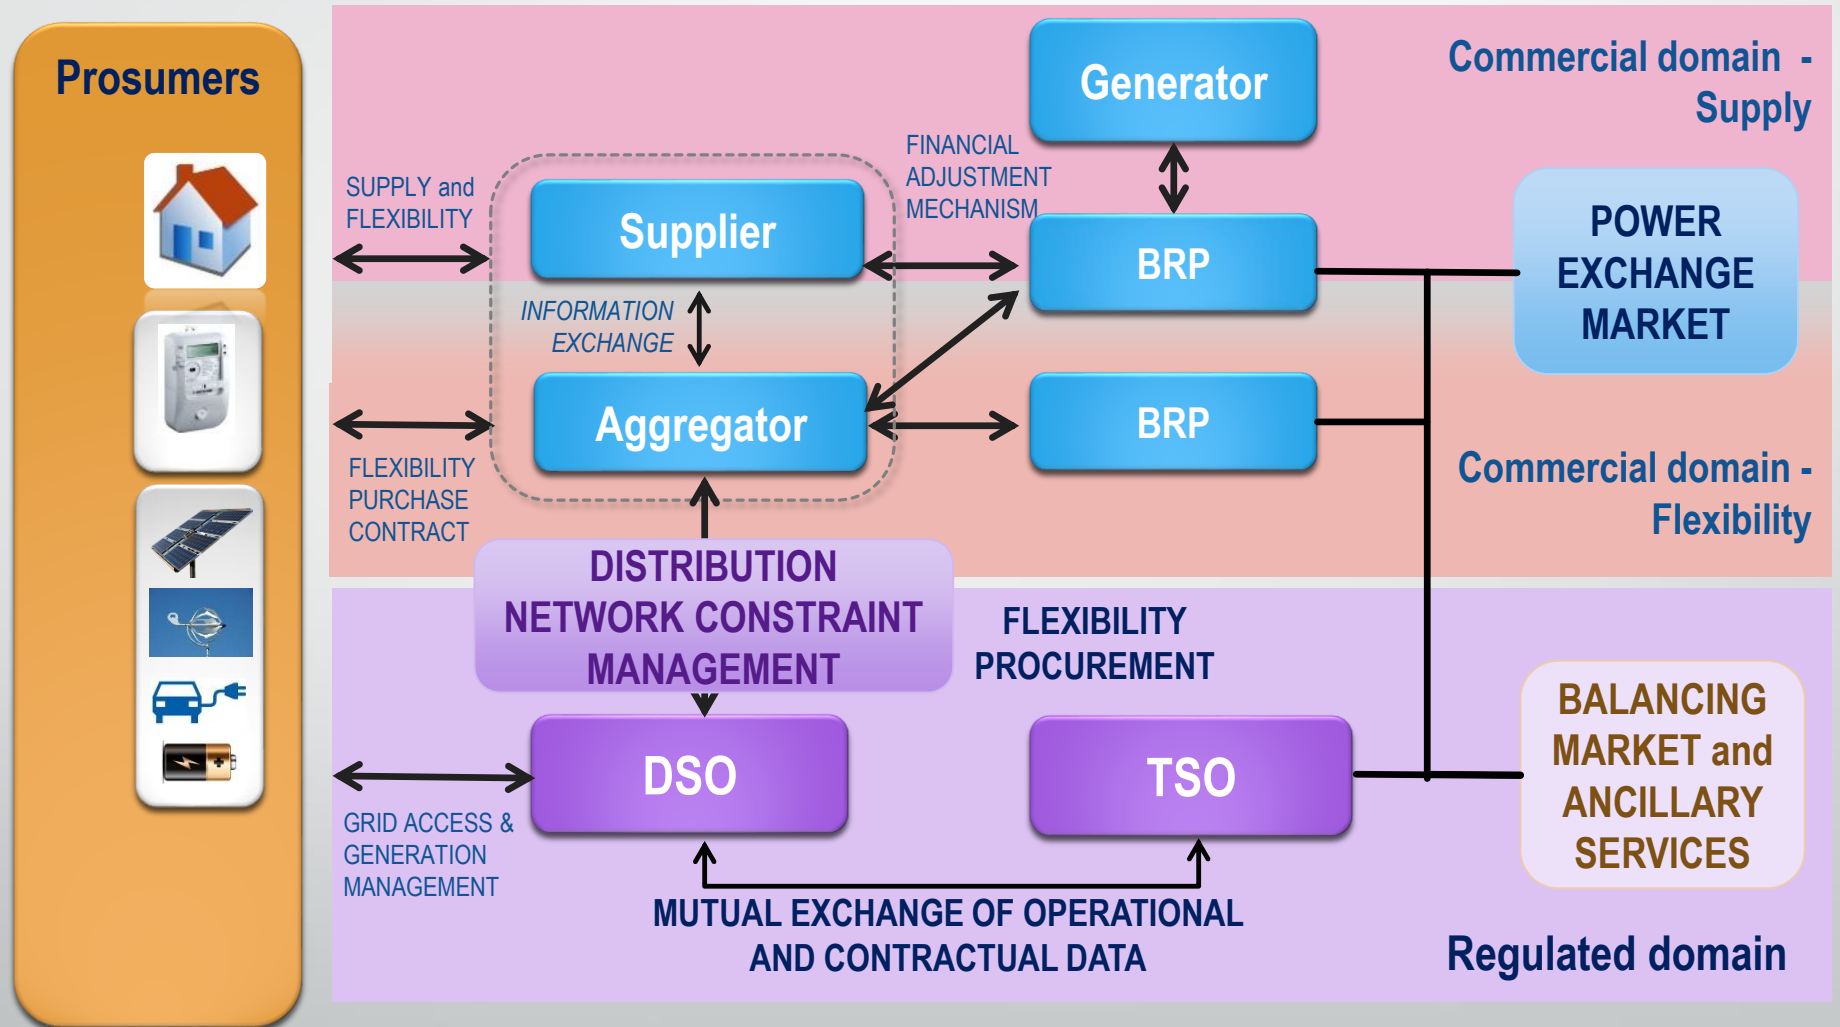 Prosumers
Generator
Commercial domain -
Supply
FINANCIAL
ADJUSTMENT
MECHANISM
SUPPLY and
FLEXIBILITY
Supplier
BRP
POWER
EXCHANGE
MARKET
INFORMATION
EXCHANGE
Aggregator
BRP
FLEXIBILITY
PURCHASE
CONTRACT
Commercial domain -
Flexibility
DISTRIBUTION
NETWORK CONSTRAINT
MANAGEMENT
FLEXIBILITY
PROCUREMENT
DSO
TSO
BALANCING
MARKET and
ANCILLARY
SERVICES
GRID ACCESS &
GENERATION
MANAGEMENT
MUTUAL EXCHANGE OF OPERATIONAL
AND CONTRACTUAL DATA
Regulated domain